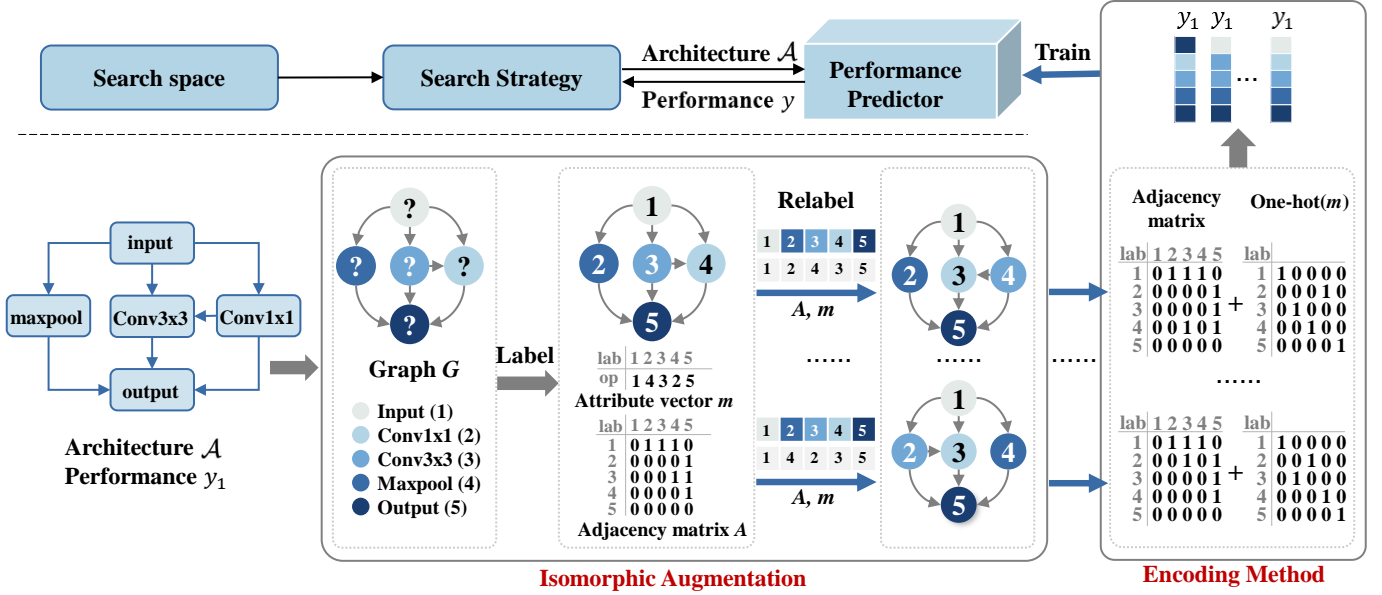 Search space
Search Strategy
Architecture 𝒜
Performance y
Performance
Predictor
Train
y₁ y₁ y₁
...
input
maxpool
Conv3x3
Conv1x1
output
Architecture 𝒜
Performance y₁
?
? ? ?
?
Graph G
Input (1)
Conv1x1 (2)
Conv3x3 (3)
Maxpool (4)
Output (5)
Label
1
2 3 4
5
lab 1 2 3 4 5
op 1 4 3 2 5
Attribute vector m
lab 1 2 3 4 5
1 0 1 1 1 0
2 0 0 0 0 1
3 0 0 0 1 1
4 0 0 0 0 1
5 0 0 0 0 0
Adjacency matrix A
Relabel
1 2 3 4 5
1 2 4 3 5
A, m
......
1 2 3 4 5
1 4 2 3 5
A, m
1
2 3 4
5
......
1
2 3 4
5
......
Isomorphic Augmentation
Adjacency
matrix
One-hot(m)
lab 1 2 3 4 5 lab
1 0 1 1 1 0 1 1 0 0 0 0
2 0 0 0 0 1 2 0 0 0 1 0
3 0 0 0 0 1 + 3 0 1 0 0 0
4 0 0 1 0 1 4 0 0 1 0 0
5 0 0 0 0 0 5 0 0 0 0 1
......
lab 1 2 3 4 5 lab
1 0 1 1 1 0 1 1 0 0 0 0
2 0 0 1 0 1 2 0 0 1 0 0
3 0 0 0 0 1 + 3 0 1 0 0 0
4 0 0 0 0 1 4 0 0 0 1 0
5 0 0 0 0 0 5 0 0 0 0 1
Encoding Method